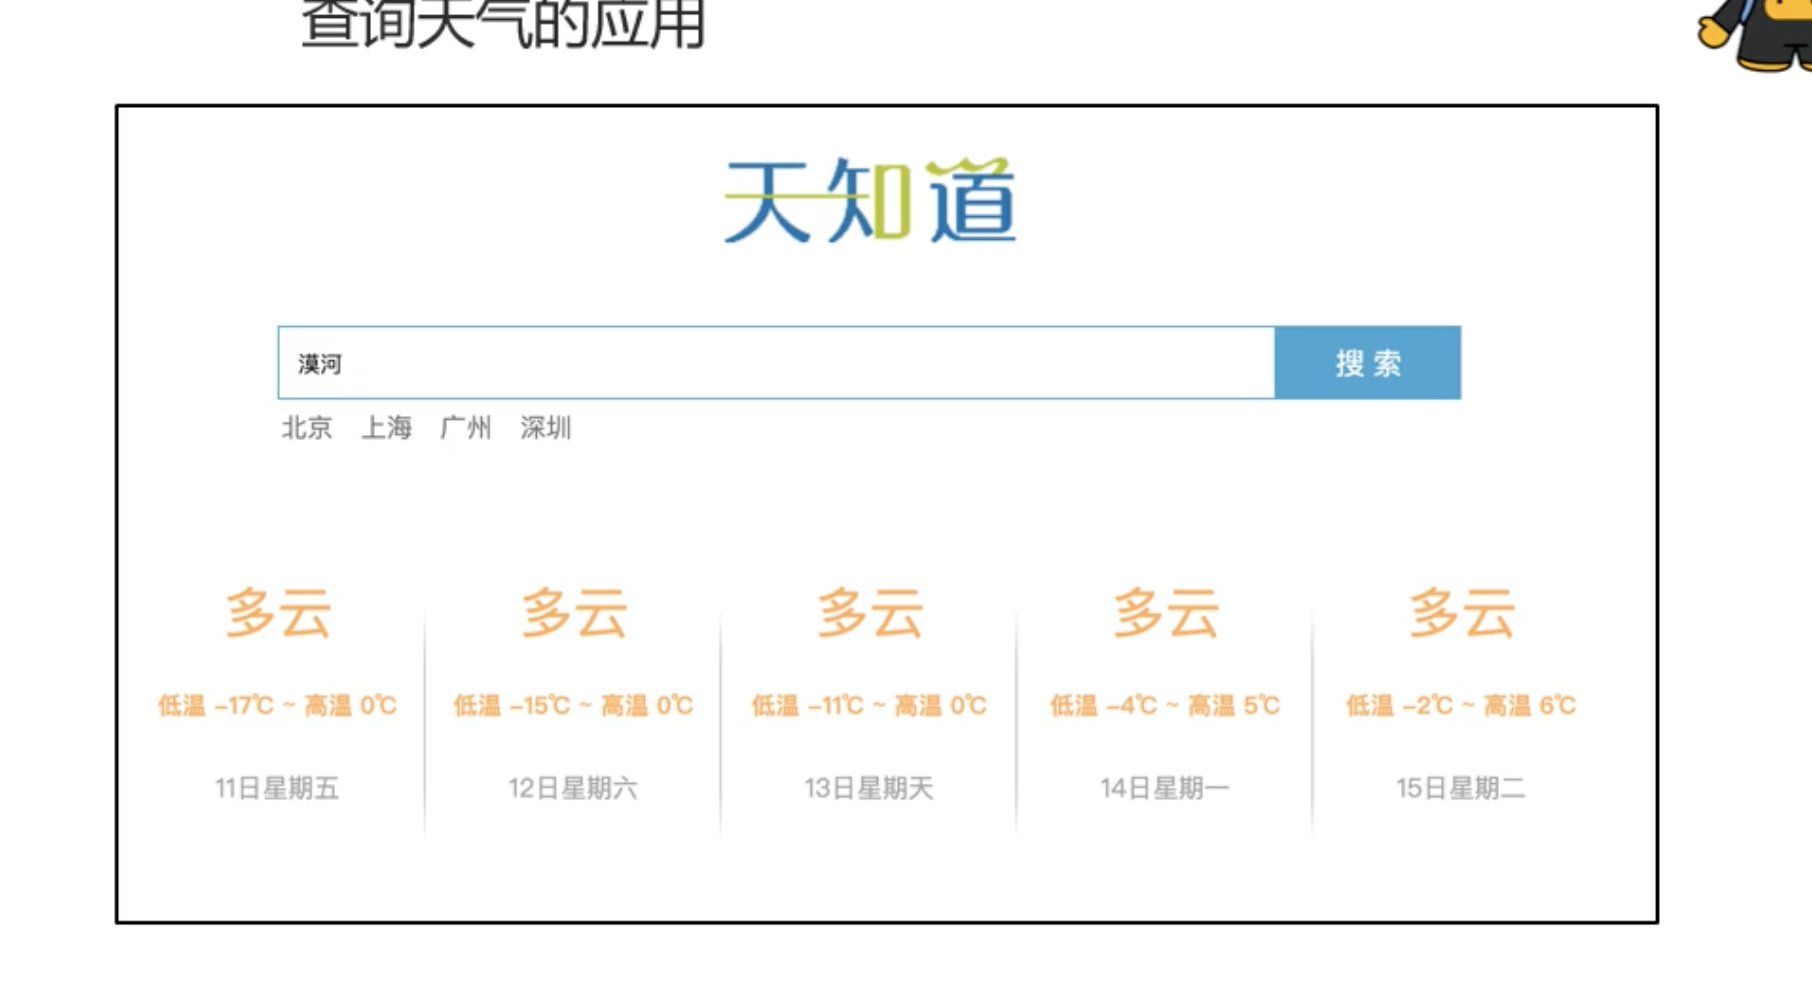 查询天气的应用
天知道
漠河 搜索
北京 上海 广州 深圳
多云 多云 多云 多云 多云
低温 -17℃ ~ 高温 0℃ 低温 -15℃ ~ 高温 0℃ 低温 -11℃ ~ 高温 0℃ 低温 -4℃ ~ 高温 5℃ 低温 -2℃ ~ 高温 6℃
11日星期五 12日星期六 13日星期天 14日星期一 15日星期二